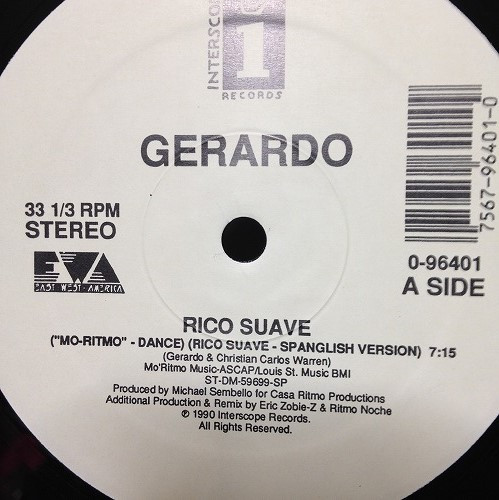 INTERSCOPE
1
RECORDS
GERARDO
7567-96401-0
33 1/3 RPM
STEREO
EWA
EAST WEST AMERICA
0-96401
A SIDE
RICO SUAVE
("MO-RITMO" - DANCE) (RICO SUAVE - SPANGLISH VERSION) 7:15
(Gerardo & Christian Carlos Warren)
Mo'Ritmo Music-ASCAP/Louis St. Music BMI
ST-DM-59699-SP
Produced by Michael Sembello for Casa Ritmo Productions
Additional Production & Remix by Eric Zobie-Z & Ritmo Noche
℗ 1990 Interscope Records.
All Rights Reserved.